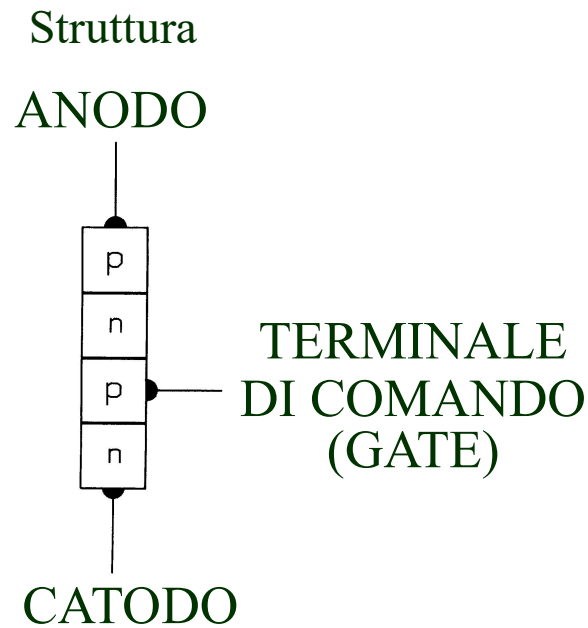 Struttura
ANODO
p
n
p
n
TERMINALE
DI COMANDO
(GATE)
CATODO